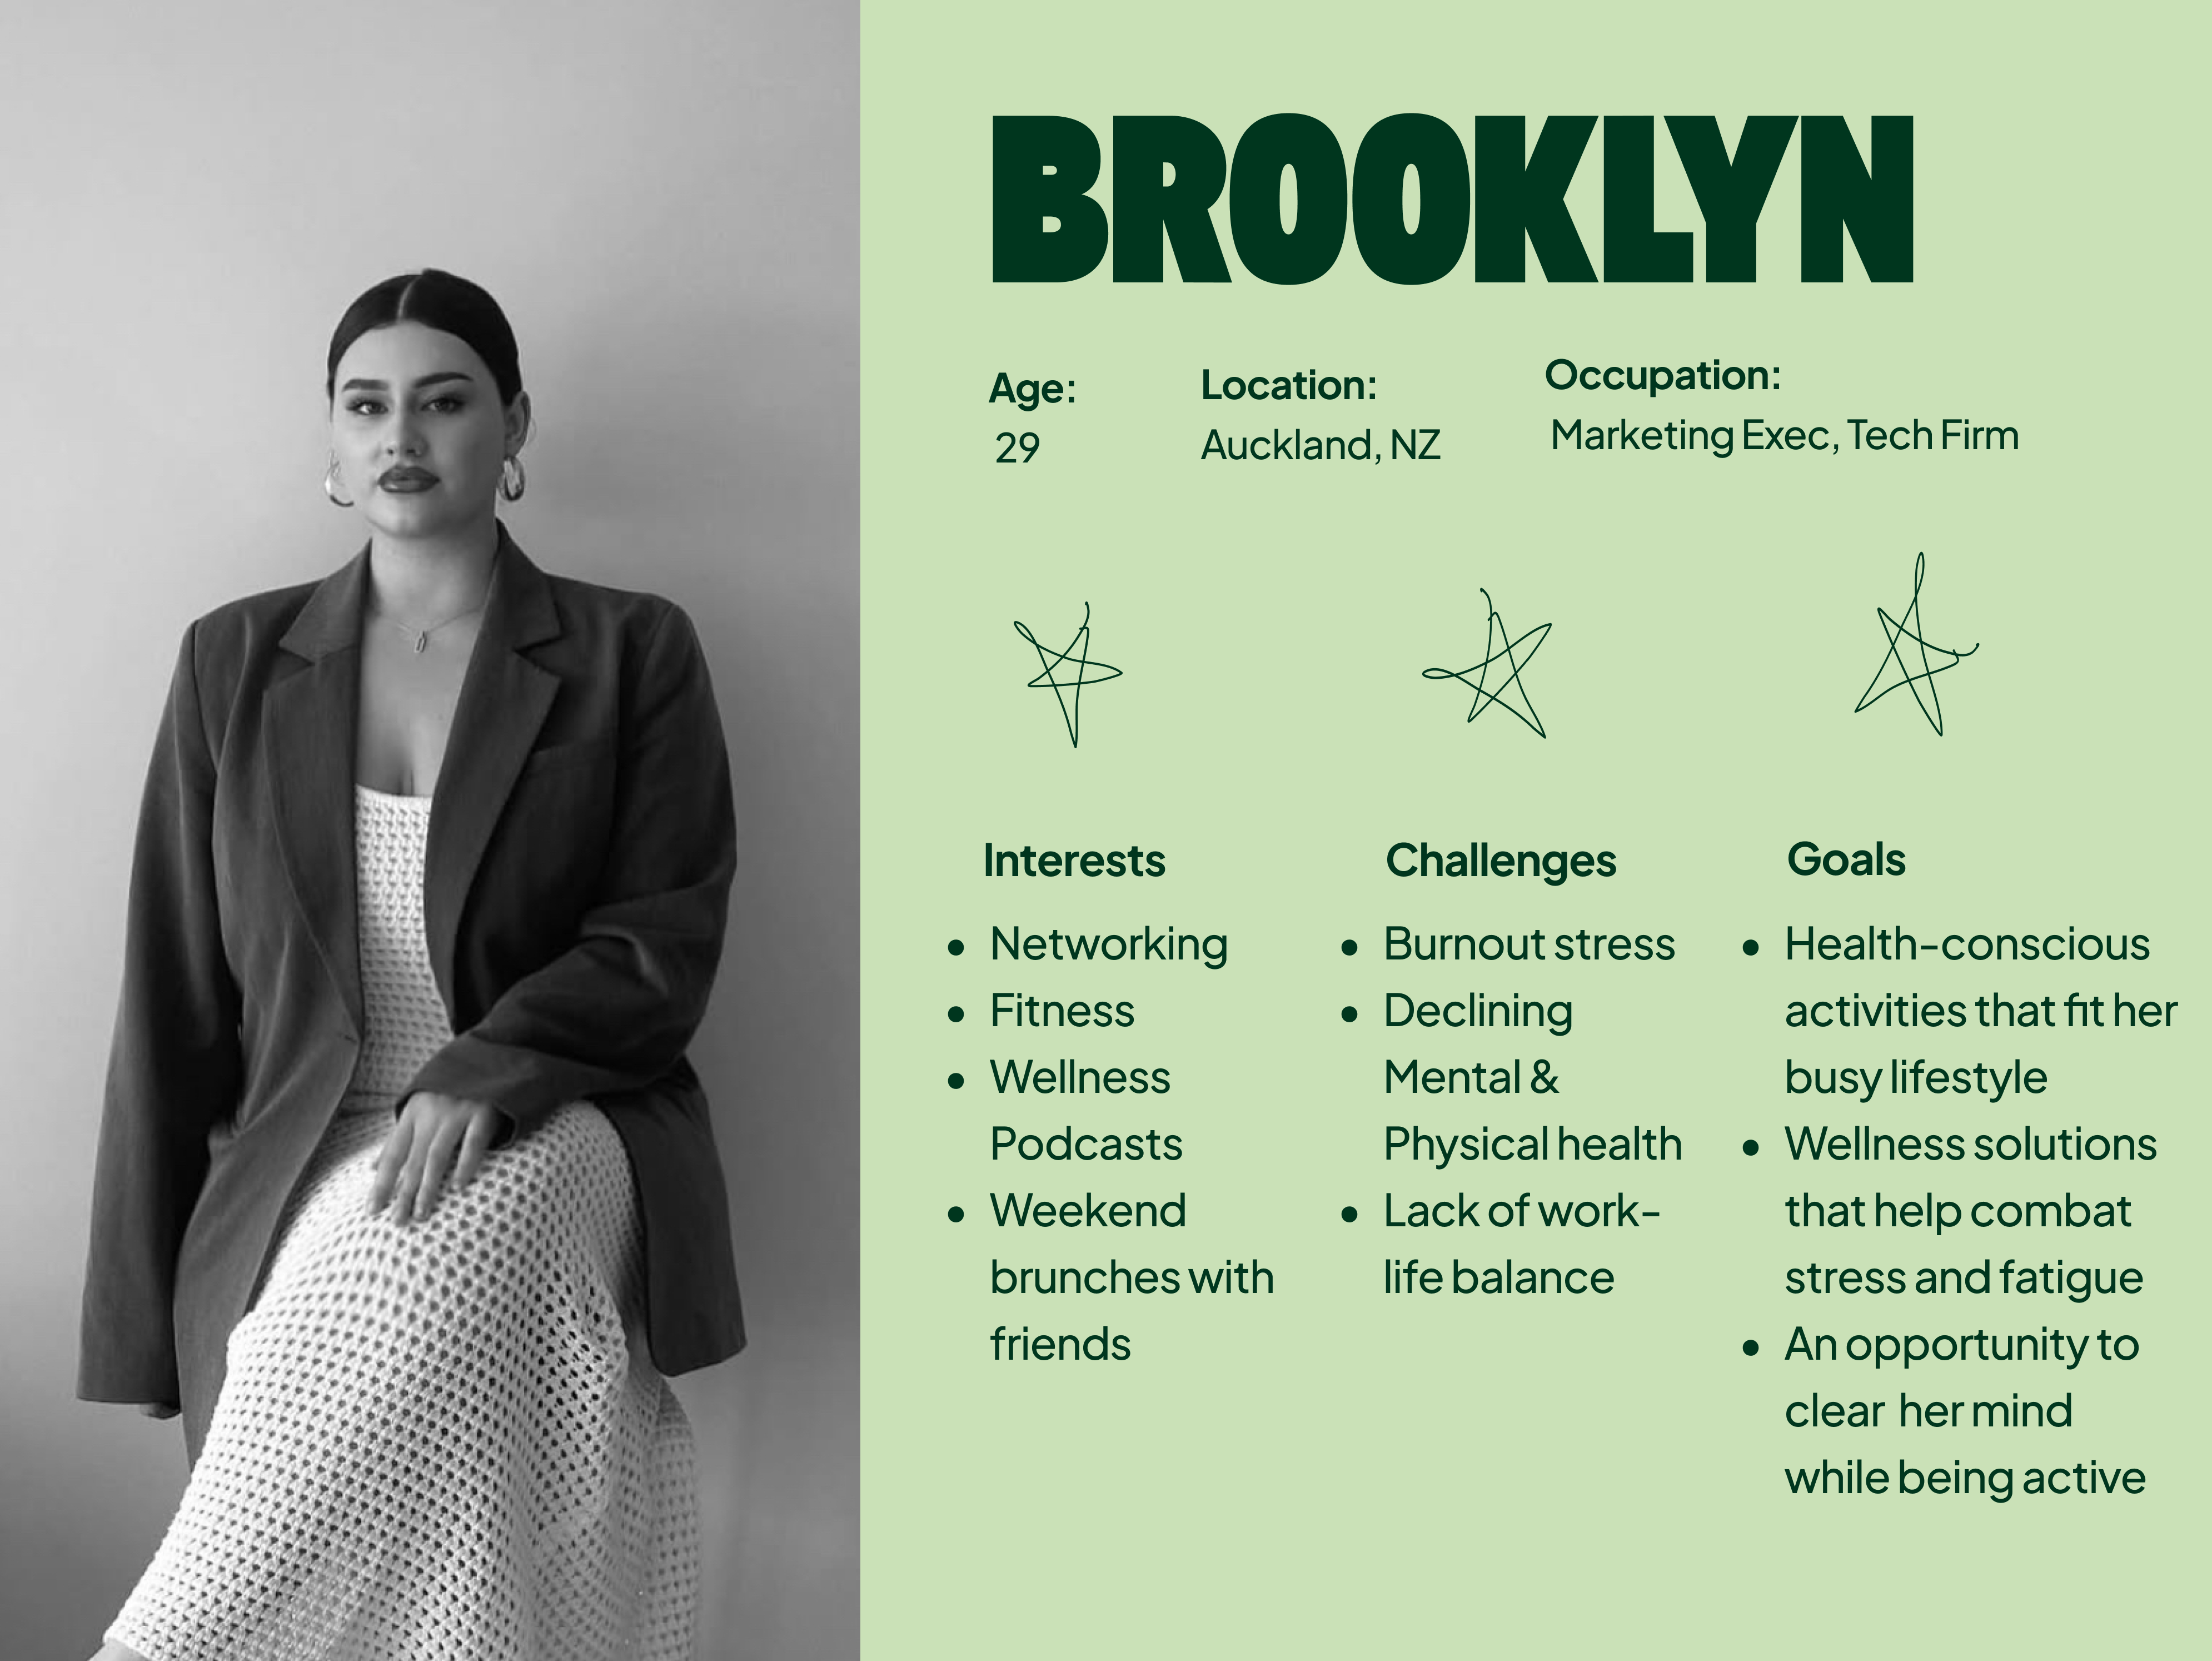 BROOKLYN
Age:
29
Location:
Auckland, NZ
Occupation:
Marketing Exec, Tech Firm
Interests
• Networking
• Fitness
• Wellness
Podcasts
• Weekend
brunches with
friends
Challenges
• Burnout stress
• Declining
Mental &
Physical health
• Lack of work-
life balance
Goals
• Health-conscious
activities that fit her
busy lifestyle
• Wellness solutions
that help combat
stress and fatigue
• An opportunity to
clear her mind
while being active